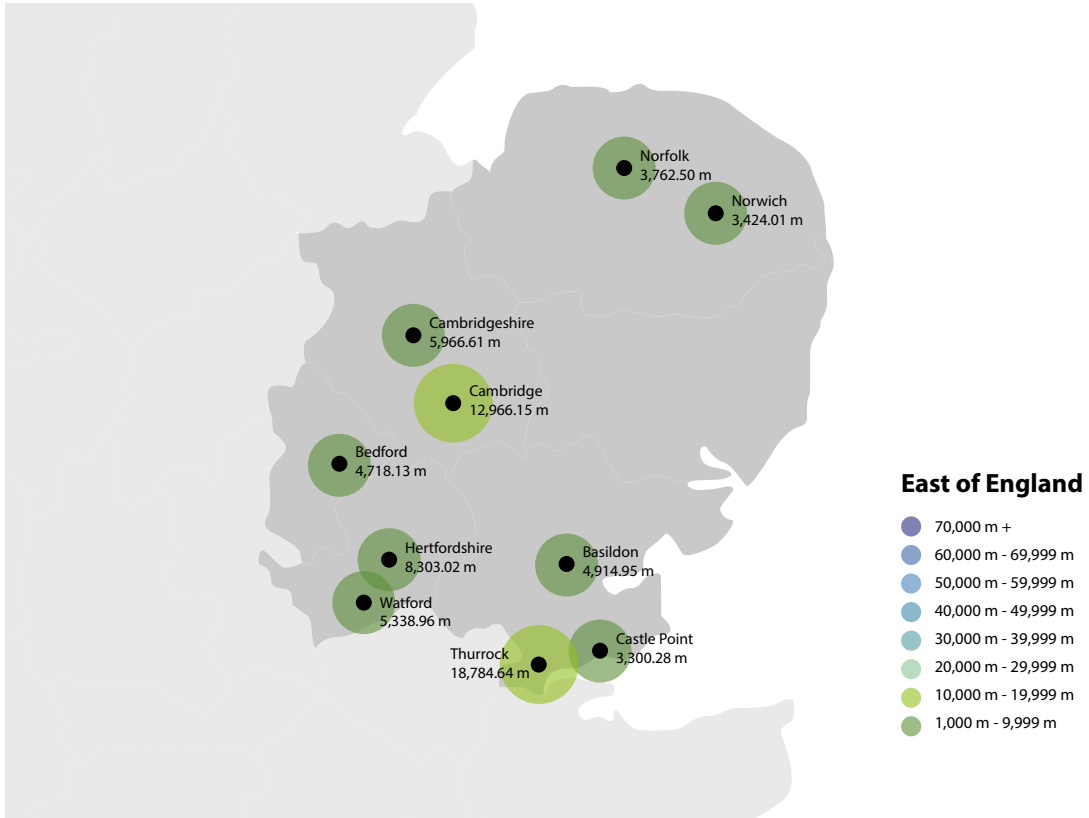 Norfolk
3,762.50 m
Norwich
3,424.01 m
Cambridgeshire
5,966.61 m
Cambridge
12,966.15 m
Bedford
4,718.13 m
Hertfordshire
8,303.02 m
Basildon
4,914.95 m
Watford
5,338.96 m
Castle Point
3,300.28 m
Thurrock
18,784.64 m
East of England
70,000 m +
60,000 m - 69,999 m
50,000 m - 59,999 m
40,000 m - 49,999 m
30,000 m - 39,999 m
20,000 m - 29,999 m
10,000 m - 19,999 m
1,000 m - 9,999 m